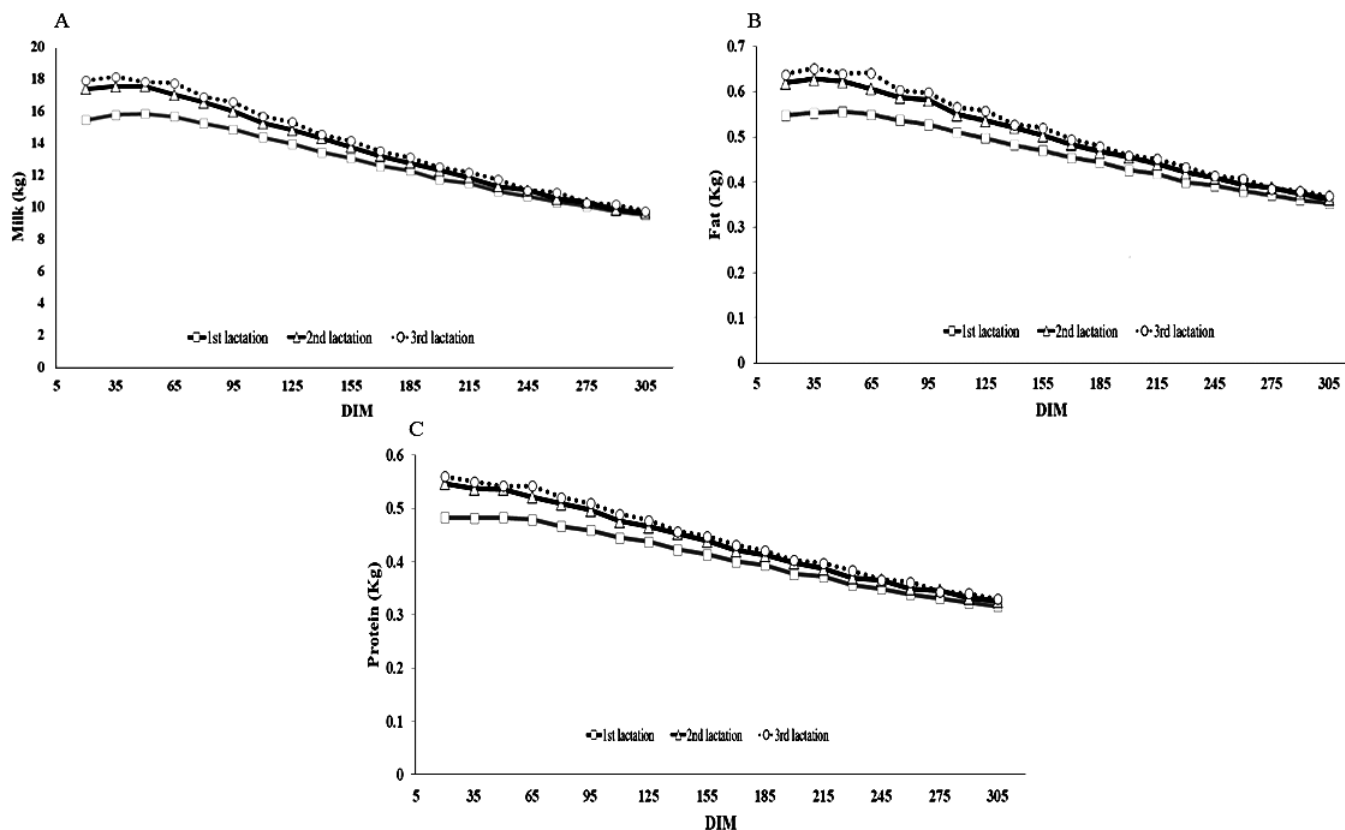 A
Milk (kg)
20
18
16
14
12
10
8
6
4
2
0
1st lactation 2nd lactation 3rd lactation
5 35 65 95 125 155 185 215 245 275 305
DIM
B
Fat (Kg)
0.7
0.6
0.5
0.4
0.3
0.2
0.1
0
1st lactation 2nd lactation 3rd lactation
5 35 65 95 125 155 185 215 245 275 305
DIM
C
Protein (Kg)
0.6
0.5
0.4
0.3
0.2
0.1
0
1st lactation 2nd lactation 3rd lactation
5 35 65 95 125 155 185 215 245 275 305
DIM